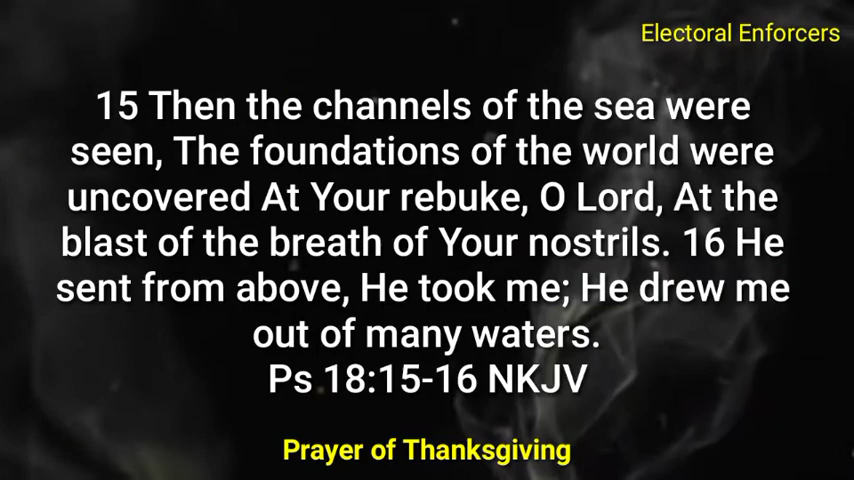 Electoral Enforcers
15 Then the channels of the sea were
seen, The foundations of the world were
uncovered At Your rebuke, O Lord, At the
blast of the breath of Your nostrils. 16 He
sent from above, He took me; He drew me
out of many waters.
Ps 18:15-16 NKJV
Prayer of Thanksgiving